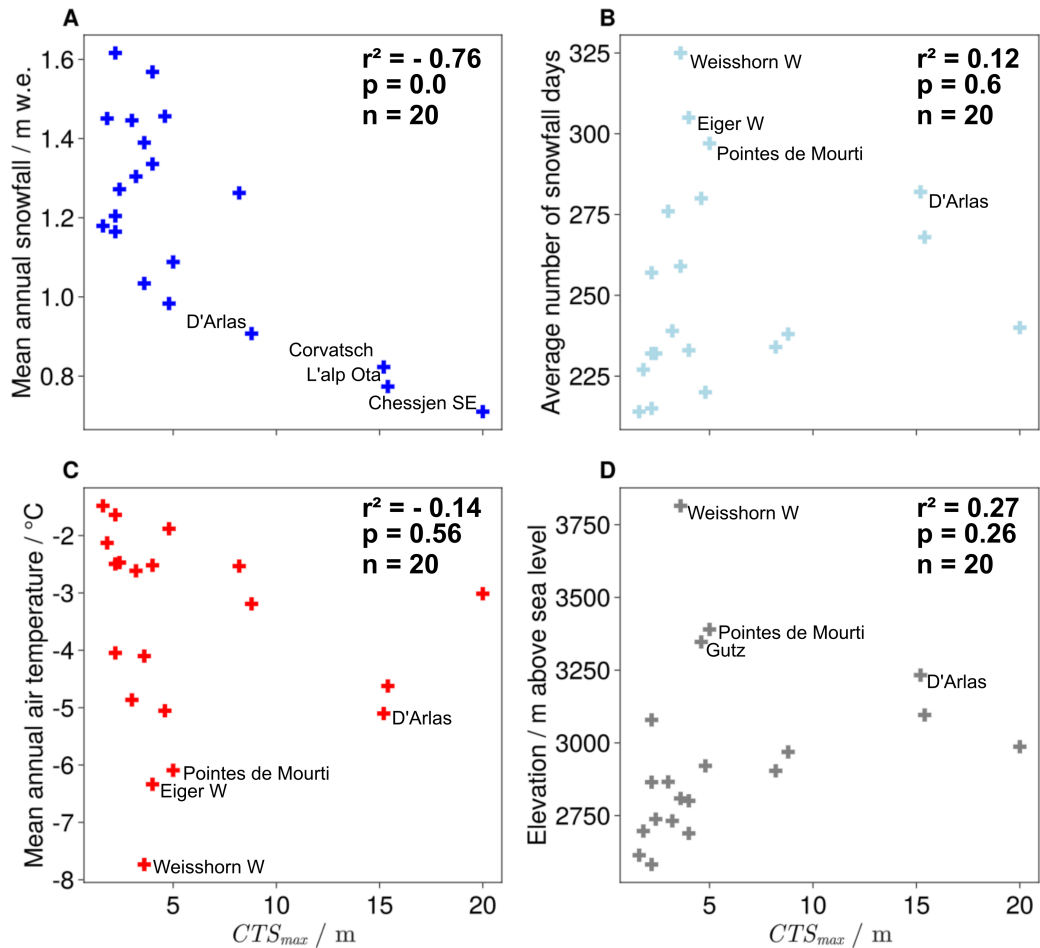 A
Mean annual snowfall / m w.e.
1.6
1.4
1.2
1.0
0.8
r² = - 0.76
p = 0.0
n = 20
D'Arlas
Corvatsch
L'alp Ota
Chessjen SE
B
Average number of snowfall days
325
300
275
250
225
r² = 0.12
p = 0.6
n = 20
Weisshorn W
Eiger W
Pointes de Mourti
D'Arlas
C
Mean annual air temperature / °C
-2
-3
-4
-5
-6
-7
-8
r² = - 0.14
p = 0.56
n = 20
D'Arlas
Pointes de Mourti
Eiger W
Weisshorn W
5
10
15
20
CTSmax / m
D
Elevation / m above sea level
3750
3500
3250
3000
2750
r² = 0.27
p = 0.26
n = 20
Weisshorn W
Pointes de Mourti
Gutz
D'Arlas
5
10
15
20
CTSmax / m